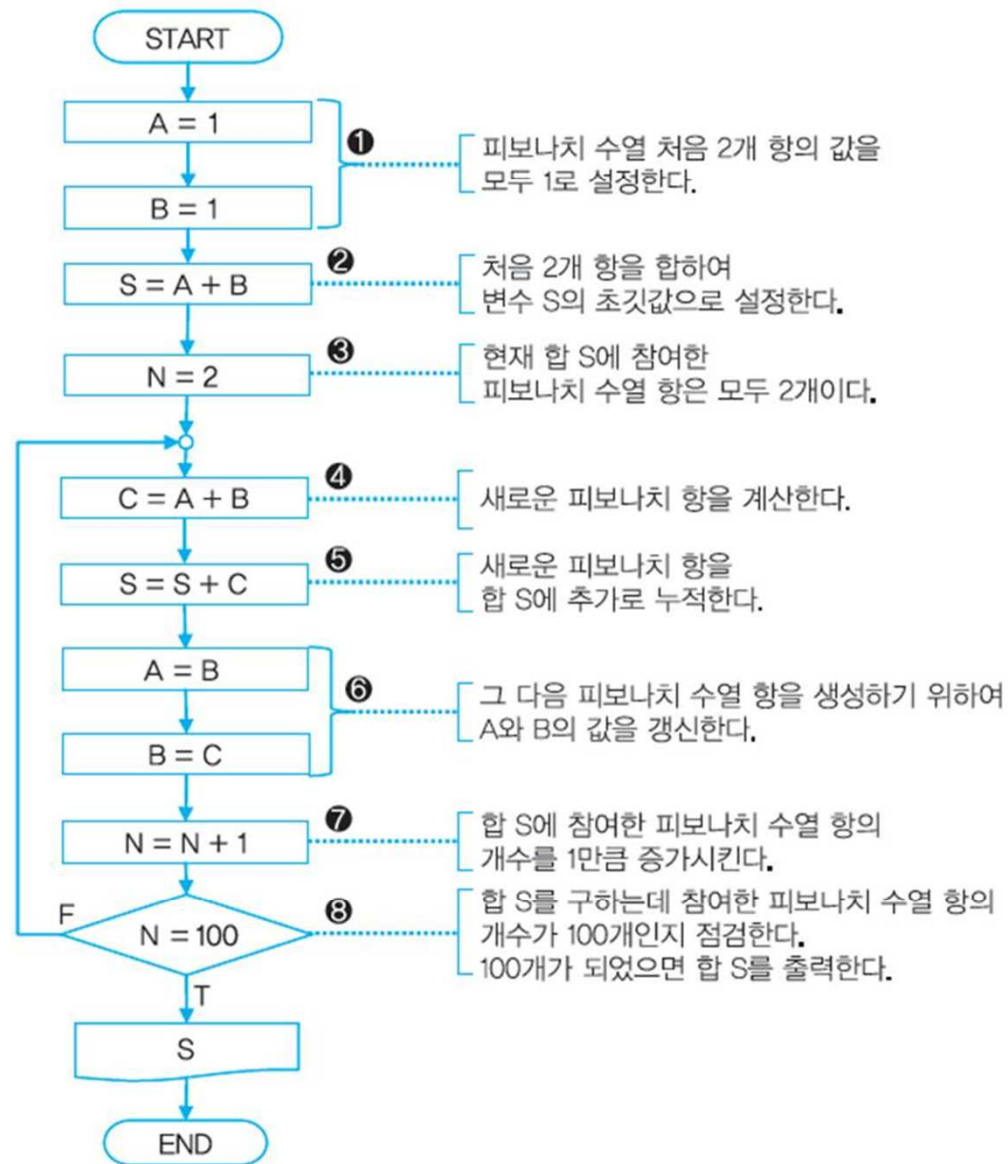 START
A = 1
B = 1
❶
피보나치 수열 처음 2개 항의 값을
모두 1로 설정한다.
S = A + B
❷
처음 2개 항을 합하여
변수 S의 초깃값으로 설정한다.
N = 2
❸
현재 합 S에 참여한
피보나치 수열 항은 모두 2개이다.
C = A + B
❹
새로운 피보나치 항을 계산한다.
S = S + C
❺
새로운 피보나치 항을
합 S에 추가로 누적한다.
A = B
B = C
❻
그 다음 피보나치 수열 항을 생성하기 위하여
A와 B의 값을 갱신한다.
N = N + 1
❼
합 S에 참여한 피보나치 수열 항의
개수를 1만큼 증가시킨다.
F
N = 100
❽
합 S를 구하는데 참여한 피보나치 수열 항의
개수가 100개인지 점검한다.
100개가 되었으면 합 S를 출력한다.
T
S
END